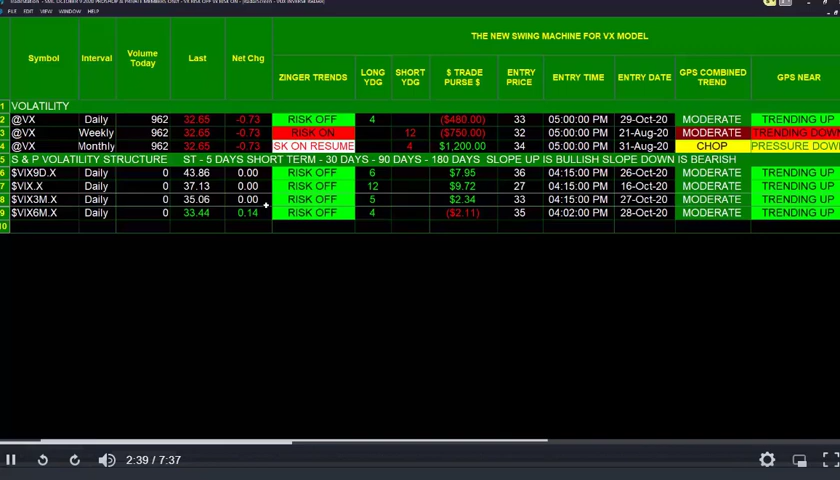 FILE EDIT VIEW WINDOW HELP
THE NEW SWING MACHINE FOR VX MODEL
Symbol Interval Volume Today Last Net Chg ZINGER TRENDS LONG YDG SHORT YDG $ TRADE PURSE $ ENTRY PRICE ENTRY TIME ENTRY DATE GPS COMBINED TREND GPS NEAR
1 VOLATILITY
2 @VX Daily 962 32.65 -0.73 RISK OFF 4 ($480.00) 33 05:00:00 PM 29-Oct-20 MODERATE TRENDING UP
3 @VX Weekly 962 32.65 -0.73 RISK ON 12 ($750.00) 32 05:00:00 PM 21-Aug-20 MODERATE TRENDING DOWN
4 @VX Monthly 962 32.65 -0.73 SK ON RESUME 4 $1,200.00 34 05:00:00 PM 31-Aug-20 CHOP PRESSURE DOW
5 S & P VOLATILITY STRUCTURE ST - 5 DAYS SHORT TERM - 30 DAYS - 90 DAYS - 180 DAYS SLOPE UP IS BULLISH SLOPE DOWN IS BEARISH
6 $VIX9D.X Daily 0 43.86 0.00 RISK OFF 6 $7.95 30 04:15:00 PM 26-Oct-20 MODERATE TRENDING UP
7 $VIX.X Daily 0 37.13 0.00 RISK OFF 12 $9.72 27 04:15:00 PM 16-Oct-20 MODERATE TRENDING UP
8 $VIX3M.X Daily 0 35.06 0.00 RISK OFF 5 $2.34 33 04:15:00 PM 27-Oct-20 MODERATE TRENDING UP
9 $VIX6M.X Daily 0 33.44 0.14 RISK OFF 4 ($2.11) 35 04:02:00 PM 28-Oct-20 MODERATE TRENDING UP
10
2:39 / 7:37